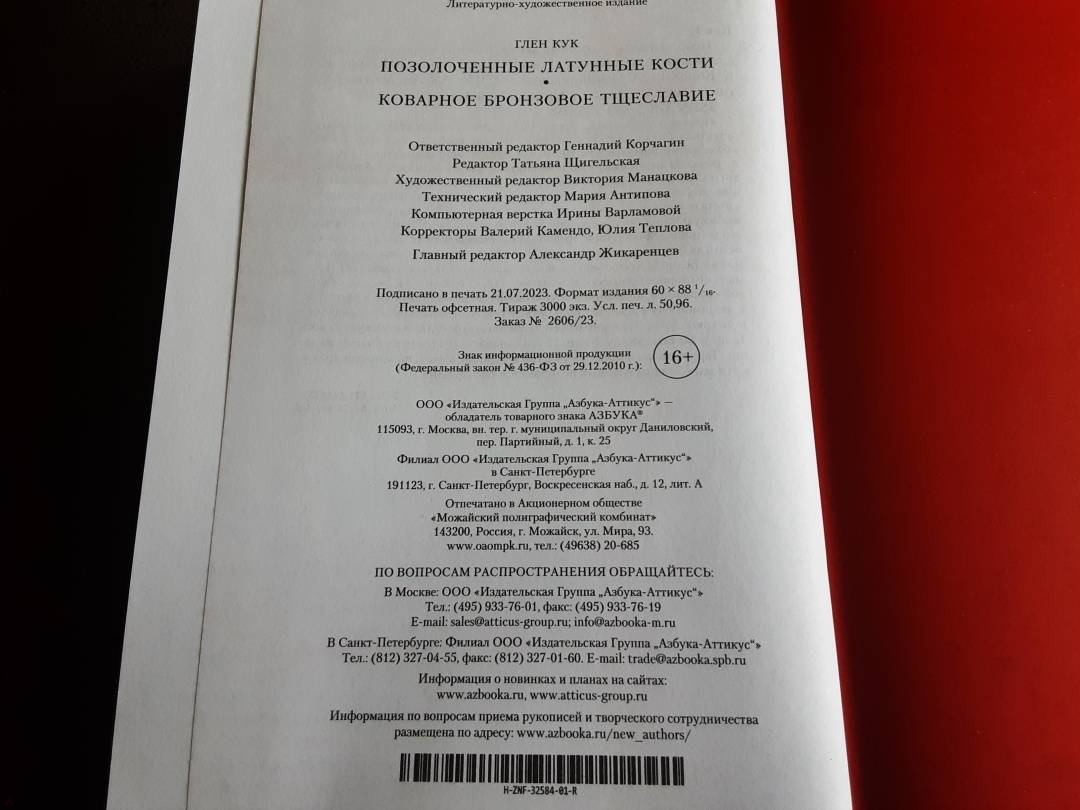 Литературно-художественное издание
ГЛЕН КУК
ПОЗОЛОЧЕННЫЕ ЛАТУННЫЕ КОСТИ
•
КОВАРНОЕ БРОНЗОВОЕ ТЩЕСЛАВИЕ
Ответственный редактор Геннадий Корчагин
Редактор Татьяна Щигельская
Художественный редактор Виктория Манацкова
Технический редактор Мария Антипова
Компьютерная верстка Ирины Варламовой
Корректоры Валерий Камендо, Юлия Теплова
Главный редактор Александр Жикаренцев
Подписано в печать 21.07.2023. Формат издания 60 × 88 1/16.
Печать офсетная. Тираж 3000 экз. Усл. печ. л. 50,96.
Заказ № 2606/23.
Знак информационной продукции
(Федеральный закон № 436-ФЗ от 29.12.2010 г.):
16+
ООО «Издательская Группа „Азбука-Аттикус“» —
обладатель товарного знака АЗБУКА®
115093, г. Москва, вн. тер. г. муниципальный округ Даниловский,
пер. Партийный, д. 1, к. 25
Филиал ООО «Издательская Группа „Азбука-Аттикус“»
в Санкт-Петербурге
191123, г. Санкт-Петербург, Воскресенская наб., д. 12, лит. А
Отпечатано в Акционерном обществе
«Можайский полиграфический комбинат»
143200, Россия, г. Можайск, ул. Мира, 93.
www.oaompk.ru, тел.: (49638) 20-685
ПО ВОПРОСАМ РАСПРОСТРАНЕНИЯ ОБРАЩАЙТЕСЬ:
В Москве: ООО «Издательская Группа „Азбука-Аттикус“»
Тел.: (495) 933-76-01, факс: (495) 933-76-19
E-mail: sales@atticus-group.ru; info@azbooka-m.ru
В Санкт-Петербурге: Филиал ООО «Издательская Группа „Азбука-Аттикус“»
Тел.: (812) 327-04-55, факс: (812) 327-01-60. E-mail: trade@azbooka.spb.ru
Информация о новинках и планах на сайтах:
www.azbooka.ru, www.atticus-group.ru
Информация по вопросам приема рукописей и творческого сотрудничества
размещена по адресу: www.azbooka.ru/new_authors/
H-ZNF-32584-01-R